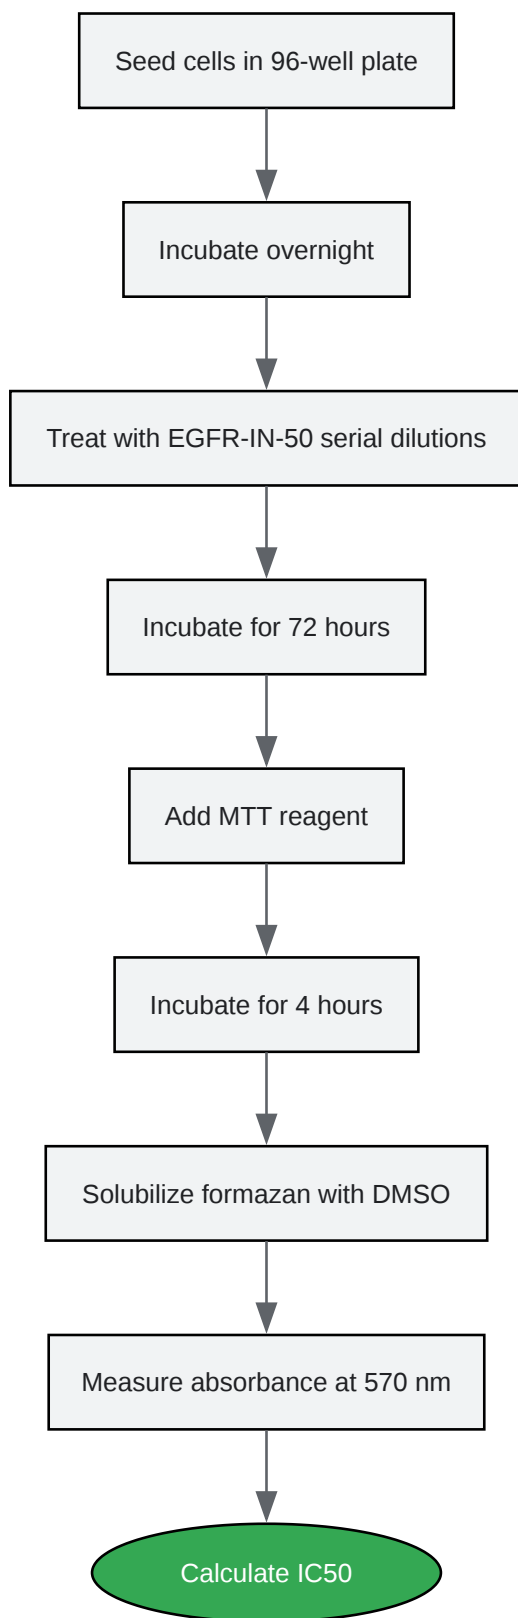 Seed cells in 96-well plate
Incubate overnight
Treat with EGFR-IN-50 serial dilutions
Incubate for 72 hours
Add MTT reagent
Incubate for 4 hours
Solubilize formazan with DMSO
Measure absorbance at 570 nm
Calculate IC50